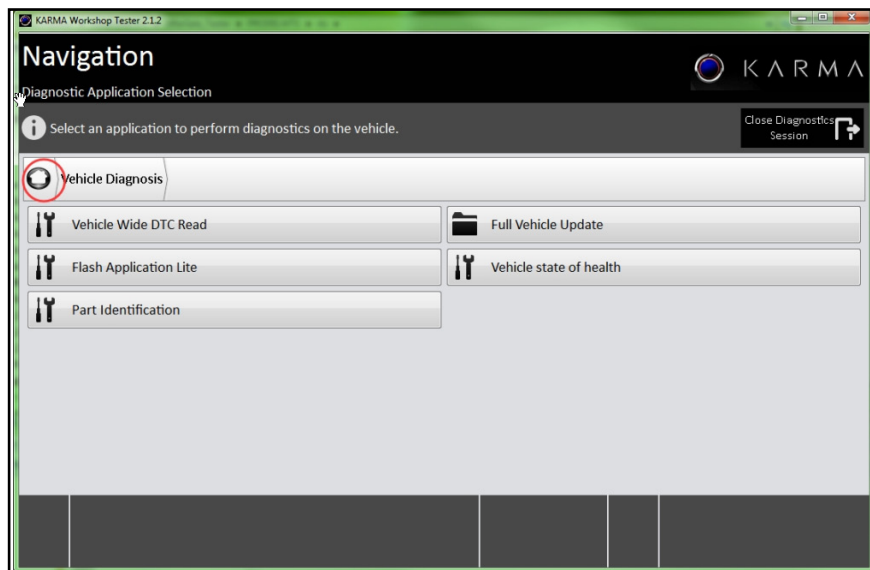 KARMA Workshop Tester 2.1.2
Navigation
KARMA
Diagnostic Application Selection
Select an application to perform diagnostics on the vehicle.
Close Diagnostics
Session
Vehicle Diagnosis
Vehicle Wide DTC Read
Full Vehicle Update
Flash Application Lite
Vehicle state of health
Part Identification